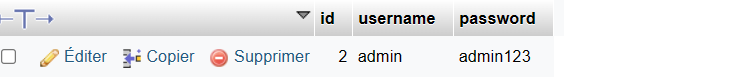 id username password
Éditer Copier Supprimer 2 admin admin123